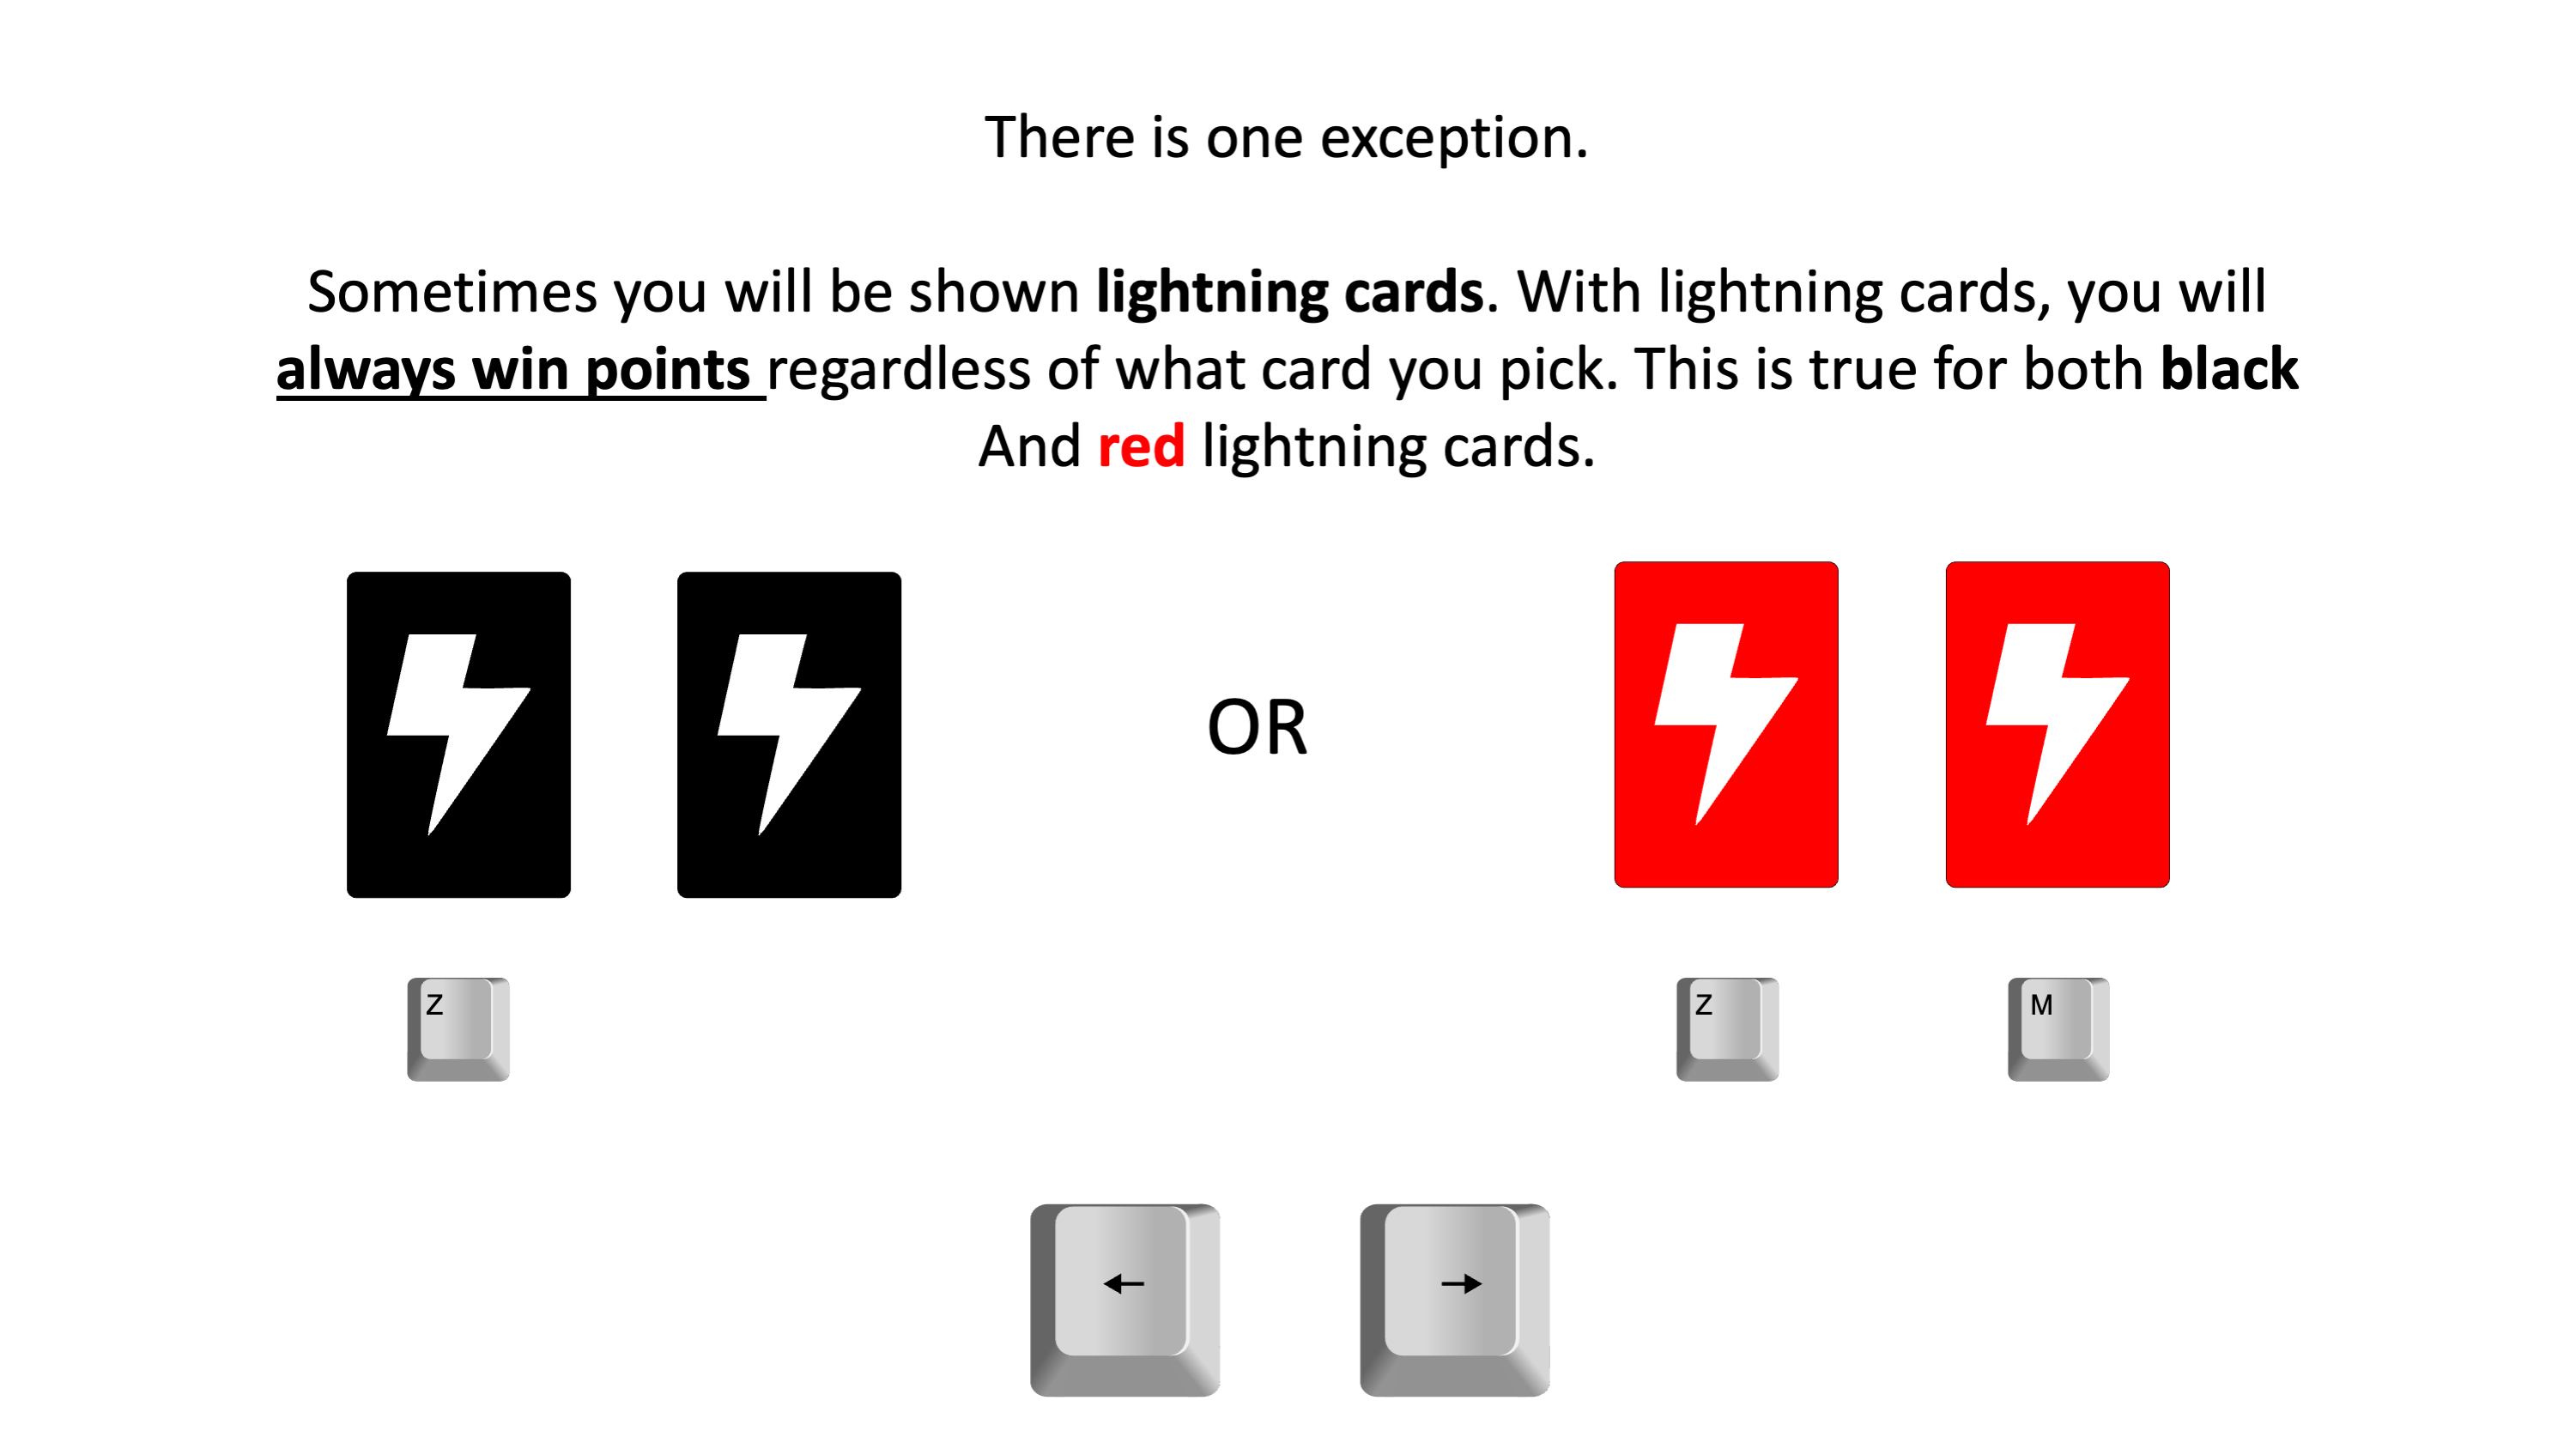 There is one exception.
Sometimes you will be shown lightning cards. With lightning cards, you will
always win points regardless of what card you pick. This is true for both black
And red lightning cards.
OR
Z
Z
M
← →